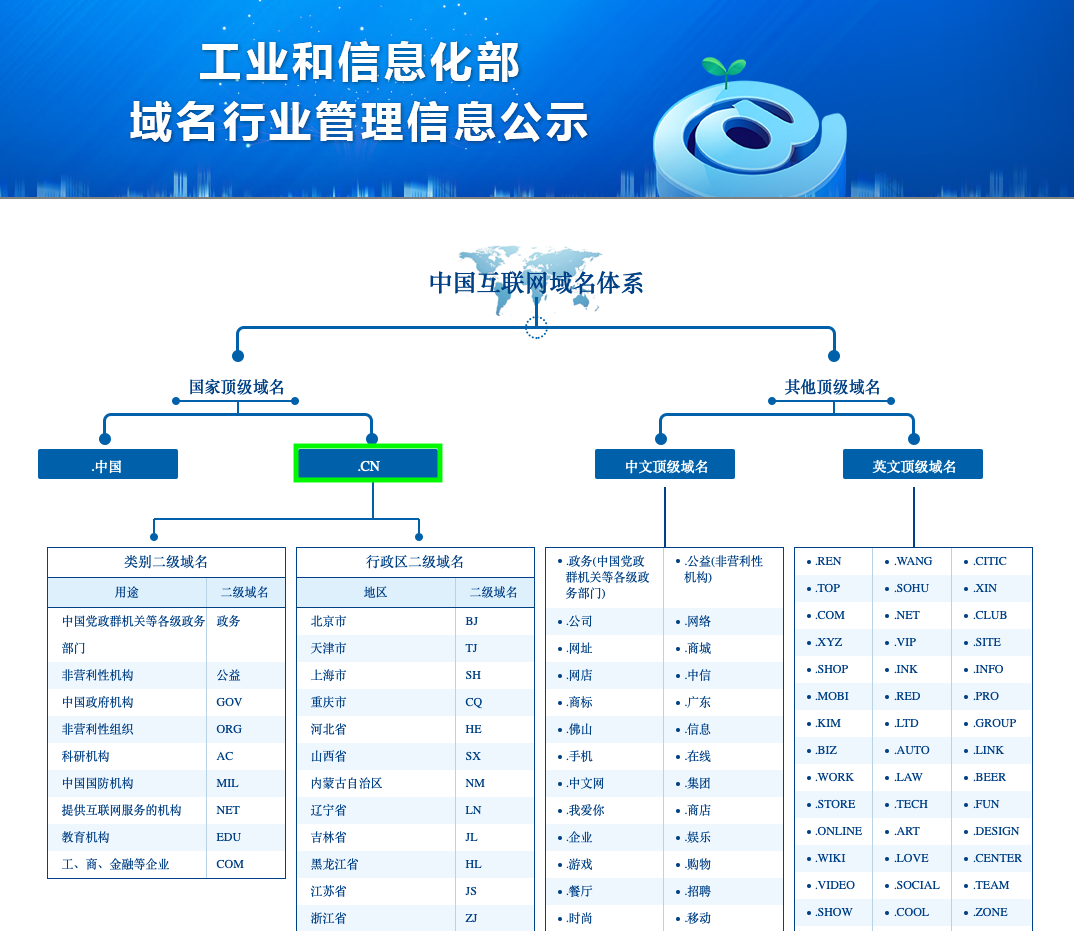 工业和信息化部
域名行业管理信息公示
中国互联网域名体系
国家顶级域名
其他顶级域名
.中国
.CN
中文顶级域名
英文顶级域名
类别二级域名
用途 二级域名
中国党政群机关等各级政务部门 政务
非营利性机构 公益
中国政府机构 GOV
非营利性组织 ORG
科研机构 AC
中国国防机构 MIL
提供互联网服务的机构 NET
教育机构 EDU
工、商、金融等企业 COM
行政区二级域名
地区 二级域名
北京市 BJ
天津市 TJ
上海市 SH
重庆市 CQ
河北省 HE
山西省 SX
内蒙古自治区 NM
辽宁省 LN
吉林省 JL
黑龙江省 HL
江苏省 JS
浙江省 ZJ
.政务(中国党政群机关等各级政务部门) .公益(非营利性机构)
.公司 .网络
.网址 .商城
.网店 .中信
.商标 .广东
.佛山 .信息
.手机 .在线
.中文网 .集团
.我爱你 .商店
.企业 .娱乐
.游戏 .购物
.餐厅 .招聘
.时尚 .移动
.REN .WANG .CITIC
.TOP .SOHU .XIN
.COM .NET .CLUB
.XYZ .VIP .SITE
.SHOP .INK .INFO
.MOBI .RED .PRO
.KIM .LTD .GROUP
.BIZ .AUTO .LINK
.WORK .LAW .BEER
.STORE .TECH .FUN
.ONLINE .ART .DESIGN
.WIKI .LOVE .CENTER
.VIDEO .SOCIAL .TEAM
.SHOW .COOL .ZONE